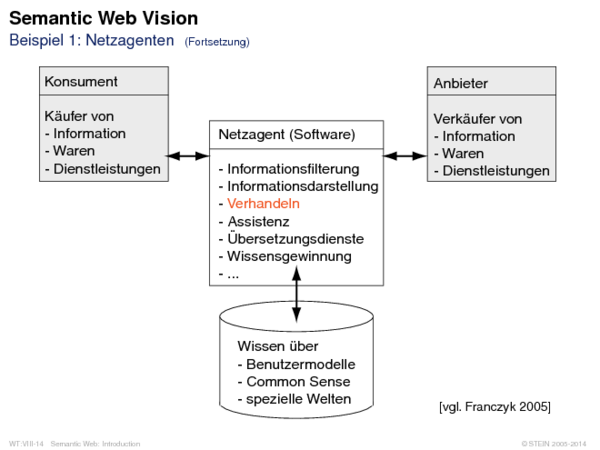 Semantic Web Vision
Beispiel 1: Netzagenten (Fortsetzung)
Konsument
Käufer von
- Information
- Waren
- Dienstleistungen
Netzagent (Software)
- Informationsfilterung
- Informationsdarstellung
- Verhandeln
- Assistenz
- Übersetzungsdienste
- Wissensgewinnung
- ...
Anbieter
Verkäufer von
- Information
- Waren
- Dienstleistungen
Wissen über
- Benutzermodelle
- Common Sense
- spezielle Welten
[vgl. Franczyk 2005]
WT:VIII-14 Semantic Web: Introduction
© STEIN 2005-2014